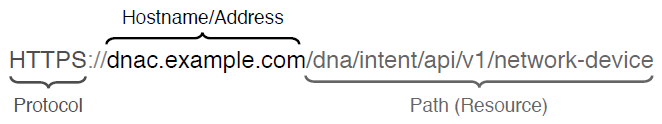 Hostname/Address
HTTPS://dnac.example.com/dna/intent/api/v1/network-device
Protocol
Path (Resource)